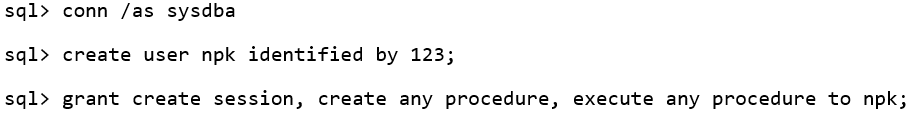 sql> conn /as sysdba
sql> create user npk identified by 123;
sql> grant create session, create any procedure, execute any procedure to npk;